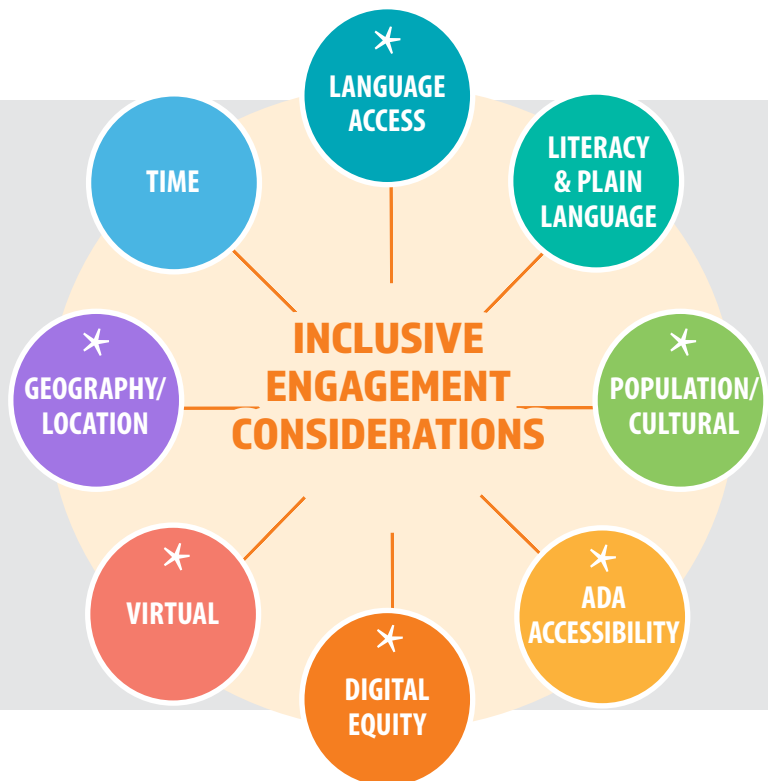 LANGUAGE
ACCESS
LITERACY
& PLAIN
LANGUAGE
TIME
INCLUSIVE
ENGAGEMENT
CONSIDERATIONS
GEOGRAPHY/
LOCATION
POPULATION/
CULTURAL
VIRTUAL
ADA
ACCESSIBILITY
DIGITAL
EQUITY